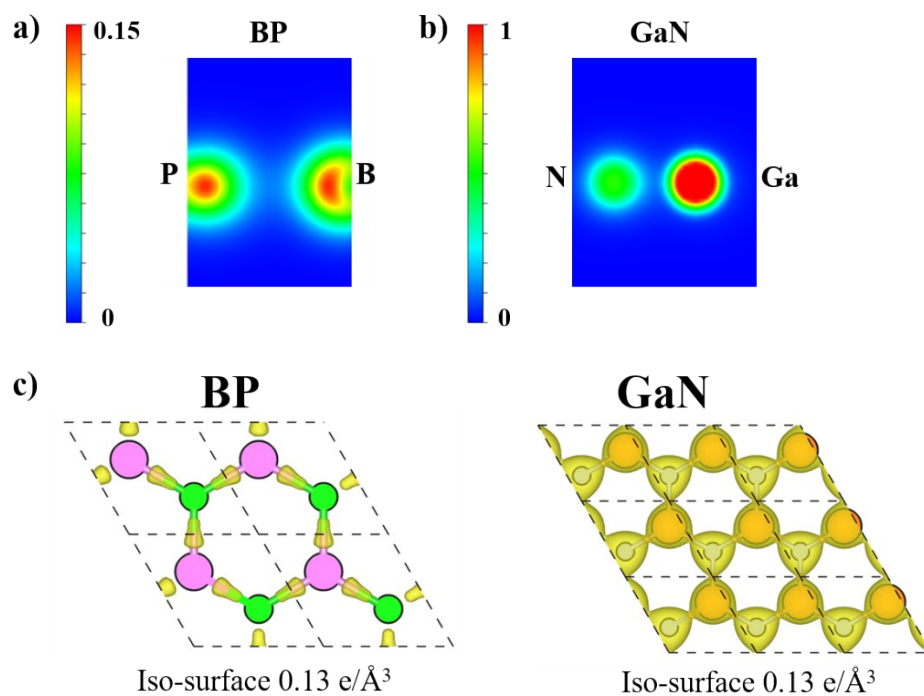 a) 0.15 BP
P B
0
b) 1 GaN
N Ga
0
c) BP GaN
Iso-surface 0.13 e/Å³ Iso-surface 0.13 e/Å³